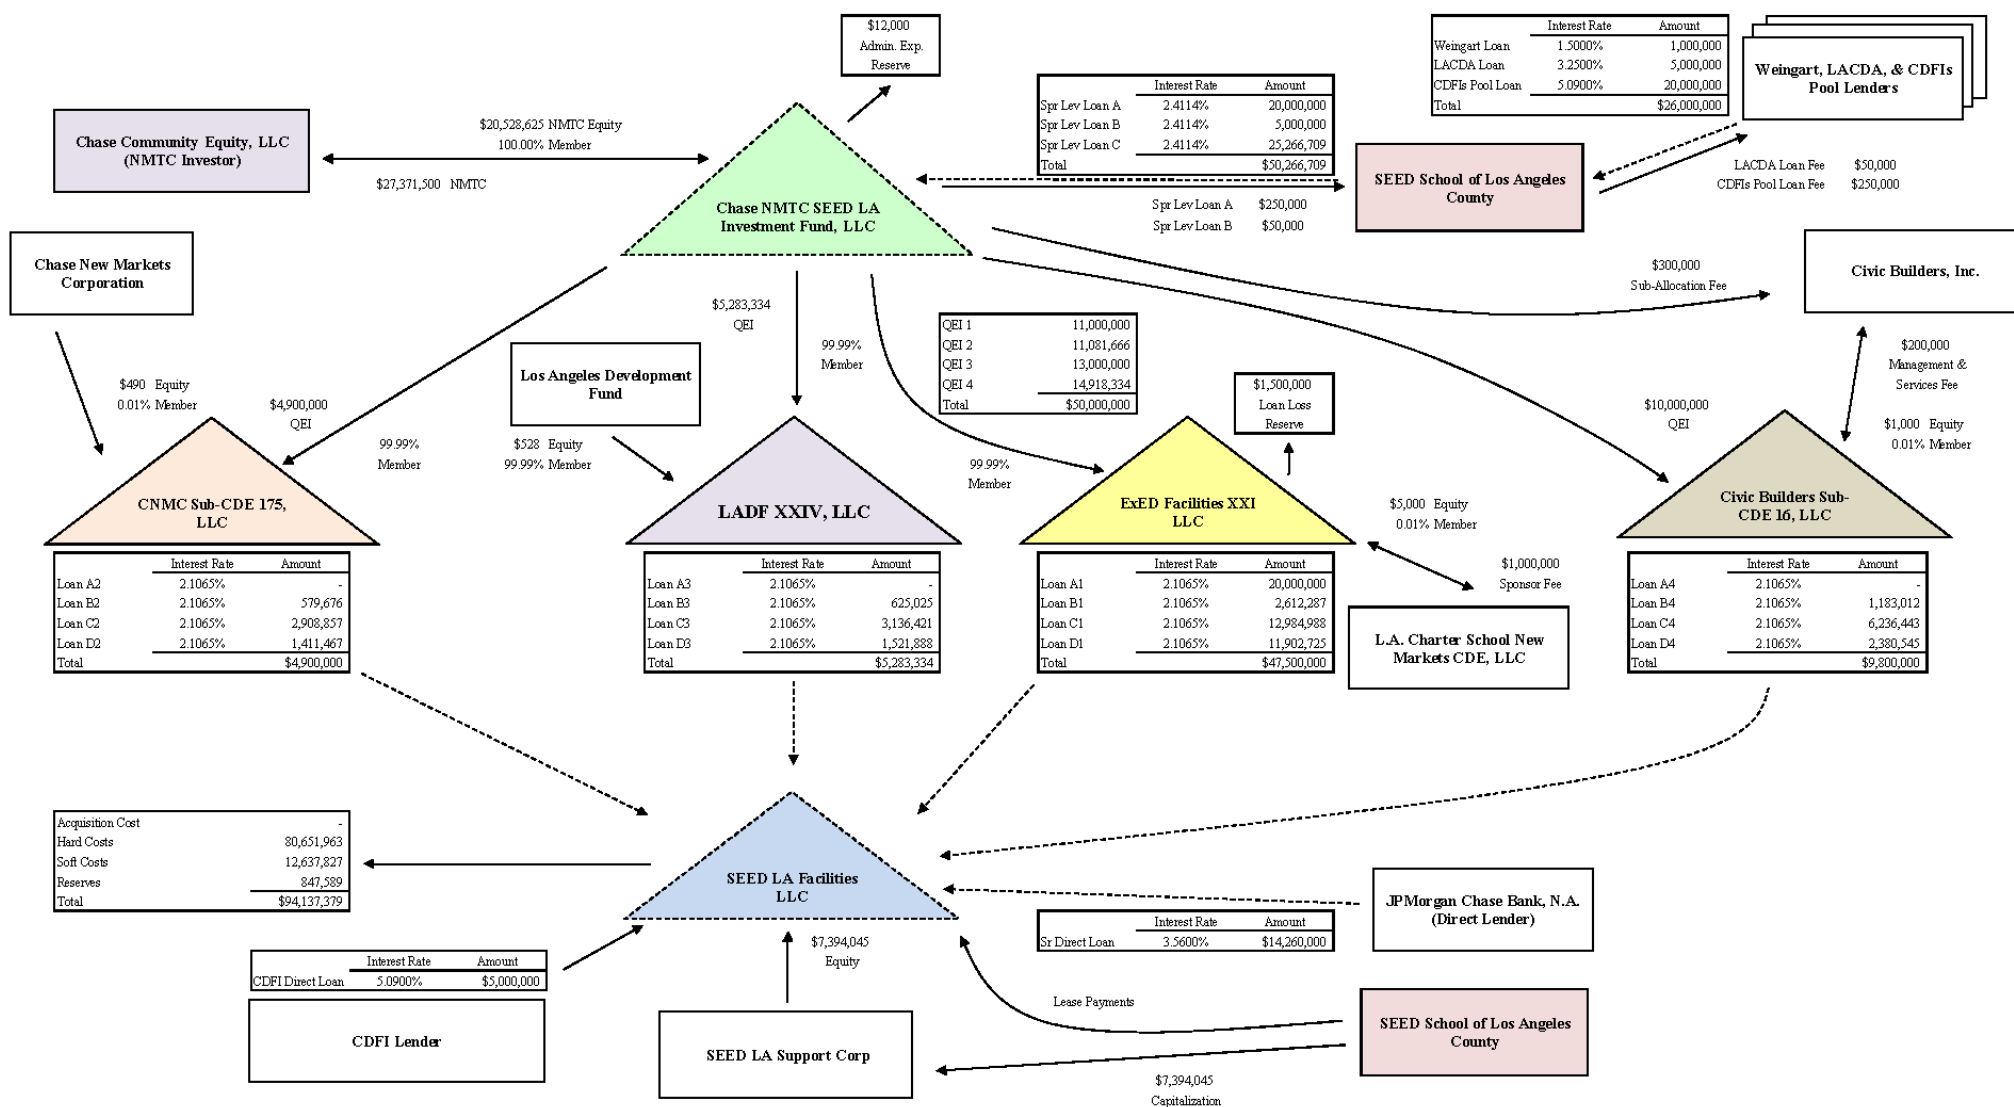 $12,000
Admin. Exp.
Reserve
Interest Rate Amount
Weingart Loan 1.5000% 1,000,000
LACDA Loan 3.2500% 5,000,000
CDFIs Pool Loan 5.0900% 20,000,000
Total $26,000,000
Weingart, LACDA, & CDFIs
Pool Lenders
Interest Rate Amount
Spr Lev Loan A 2.4114% 20,000,000
Spr Lev Loan B 2.4114% 5,000,000
Spr Lev Loan C 2.4114% 25,266,709
Total $50,266,709
Chase Community Equity, LLC
(NMTC Investor)
$20,528,625 NMTC Equity
100.00% Member
$27,371,500 NMTC
Chase NMTC SEED LA
Investment Fund, LLC
SEED School of Los Angeles
County
LACDA Loan Fee $50,000
CDFIs Pool Loan Fee $250,000
Spr Lev Loan A $250,000
Spr Lev Loan B $50,000
Chase New Markets
Corporation
$300,000
Sub-Allocation Fee
Civic Builders, Inc.
$5,283,334
QEI
99.99%
Member
QEI 1 11,000,000
QEI 2 11,081,666
QEI 3 13,000,000
QEI 4 14,918,334
Total $50,000,000
$200,000
Management &
Services Fee
Los Angeles Development
Fund
$490 Equity
0.01% Member
$4,900,000
QEI
99.99%
Member
$528 Equity
99.99% Member
99.99%
Member
$1,500,000
Loan Loss
Reserve
$10,000,000
QEI
$1,000 Equity
0.01% Member
CNMC Sub-CDE 175,
LLC
LADF XXIV, LLC
ExED Facilities XXI
LLC
Civic Builders Sub-
CDE 16, LLC
$5,000 Equity
0.01% Member
$1,000,000
Sponsor Fee
L.A. Charter School New
Markets CDE, LLC
Interest Rate Amount
Loan A2 2.1065% -
Loan B2 2.1065% 579,676
Loan C2 2.1065% 2,908,857
Loan D2 2.1065% 1,411,467
Total $4,900,000
Interest Rate Amount
Loan A3 2.1065% -
Loan B3 2.1065% 625,025
Loan C3 2.1065% 3,136,421
Loan D3 2.1065% 1,521,888
Total $5,283,334
Interest Rate Amount
Loan A1 2.1065% 20,000,000
Loan B1 2.1065% 2,612,287
Loan C1 2.1065% 12,984,988
Loan D1 2.1065% 11,902,725
Total $47,500,000
Interest Rate Amount
Loan A4 2.1065% -
Loan B4 2.1065% 1,183,012
Loan C4 2.1065% 6,236,443
Loan D4 2.1065% 2,380,545
Total $9,800,000
Acquisition Cost -
Hard Costs 80,651,963
Soft Costs 12,637,827
Reserves 847,589
Total $94,137,379
SEED LA Facilities
LLC
JPMorgan Chase Bank, N.A.
(Direct Lender)
Interest Rate Amount
Sr Direct Loan 3.5600% $14,260,000
Interest Rate Amount
CDFI Direct Loan 5.0900% $5,000,000
CDFI Lender
$7,394,045
Equity
SEED LA Support Corp
Lease Payments
SEED School of Los Angeles
County
$7,394,045
Capitalization